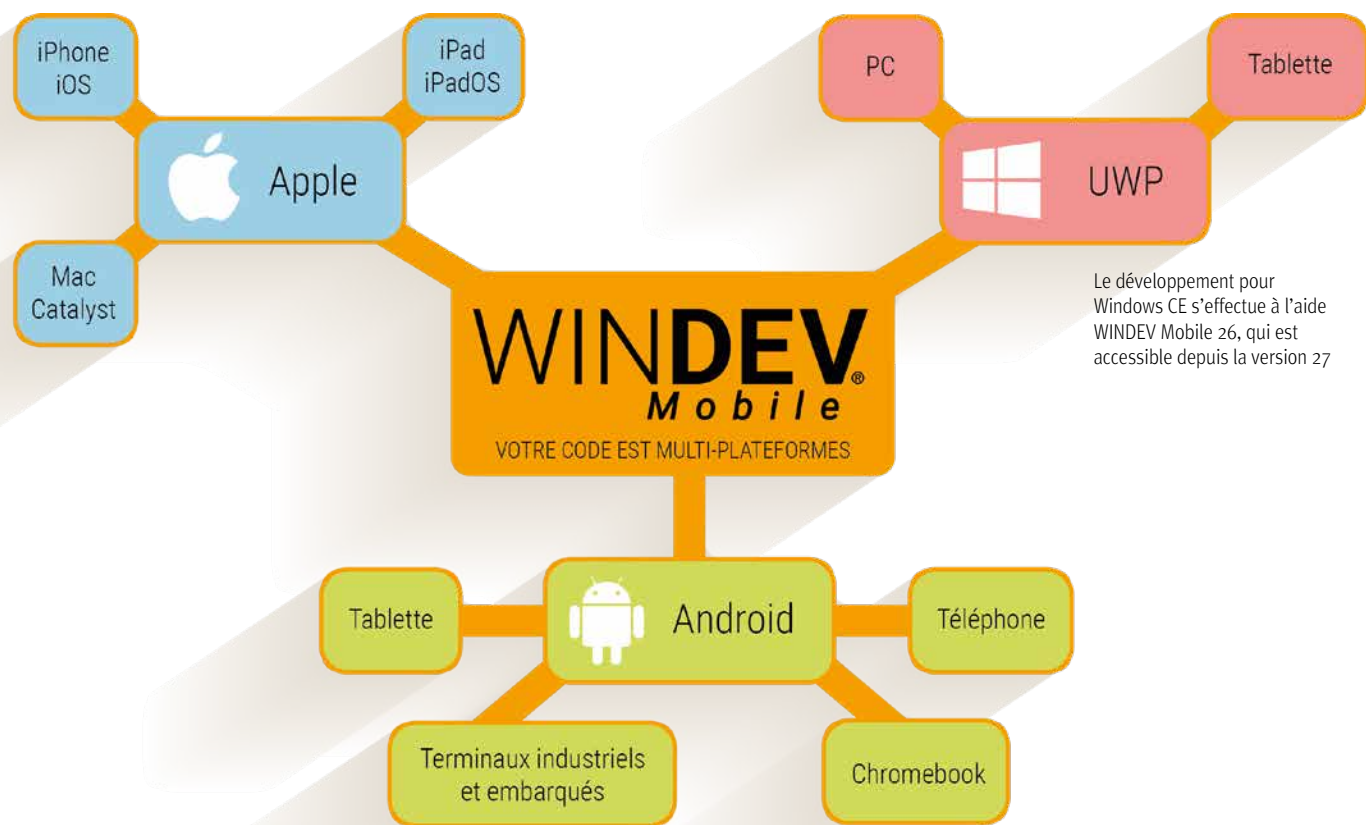 iPhone
iOS
iPad
iPadOS
Apple
Mac
Catalyst
PC
Tablette
UWP
Le développement pour
Windows CE s’effectue à l’aide
WINDEV Mobile 26, qui est
accessible depuis la version 27
WINDEV®
Mobile
VOTRE CODE EST MULTI-PLATEFORMES
Tablette
Android
Téléphone
Terminaux industriels
et embarqués
Chromebook